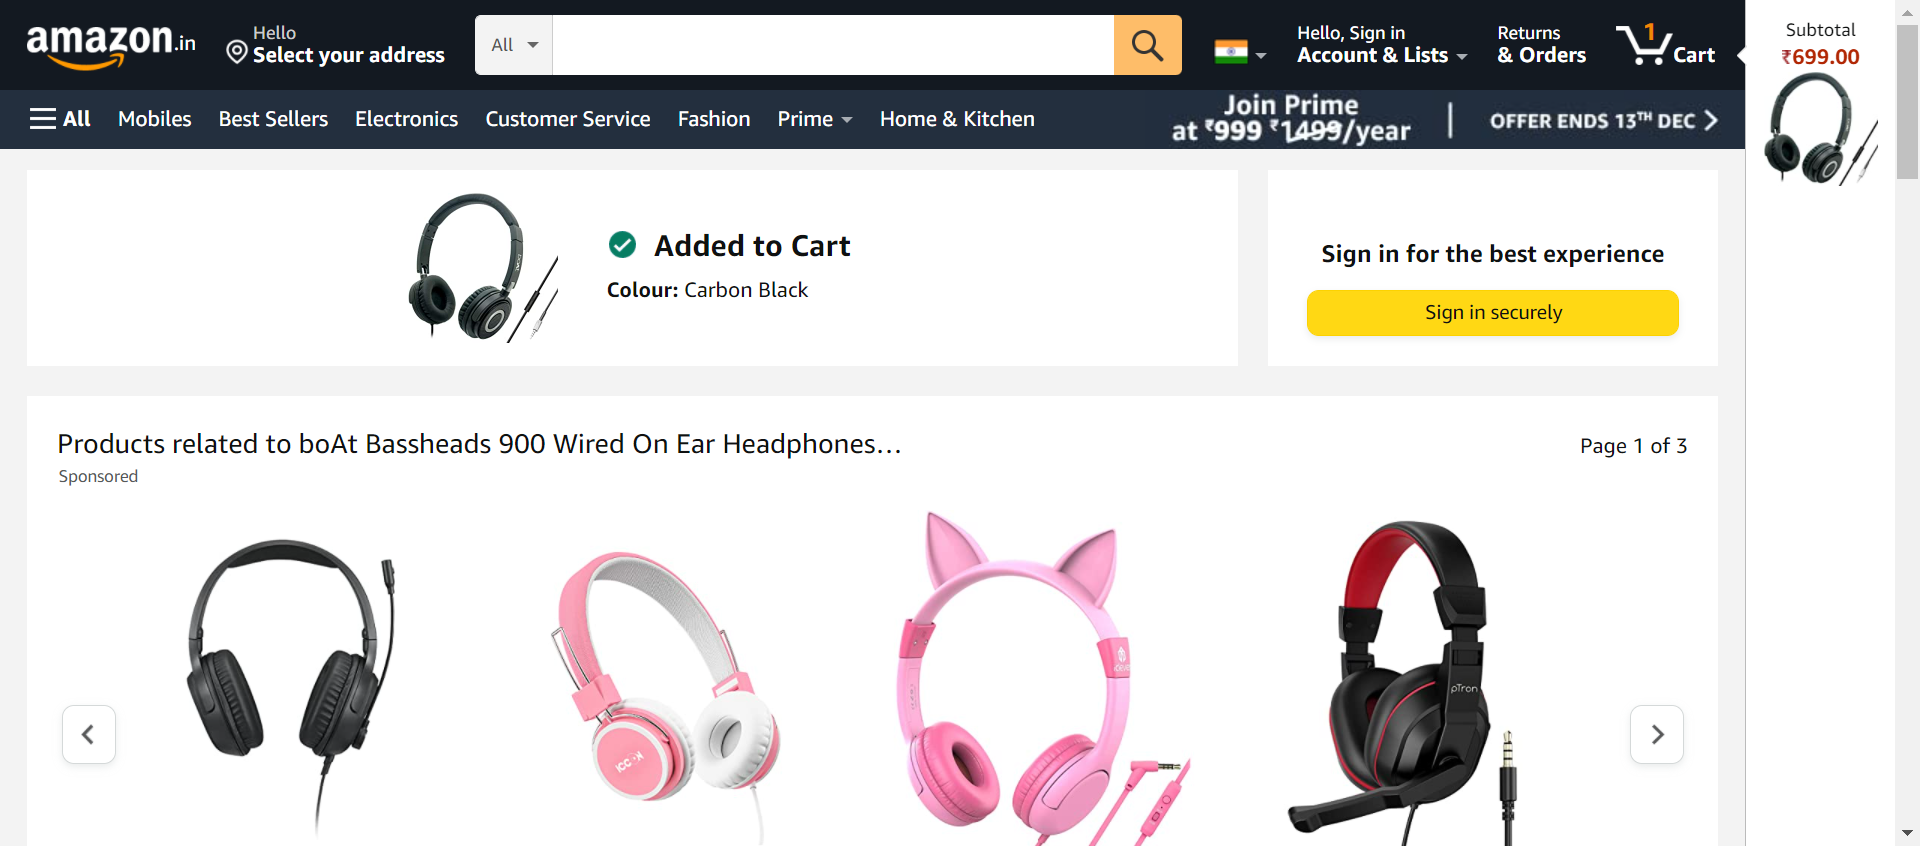 amazon.in
Hello
Select your address
All
Hello, Sign in
Account & Lists
Returns
& Orders
1
Cart
Subtotal
₹699.00
All
Mobiles
Best Sellers
Electronics
Customer Service
Fashion
Prime
Home & Kitchen
Join Prime
at ₹999 ₹1499/year
OFFER ENDS 13TH DEC
Added to Cart
Colour: Carbon Black
Sign in for the best experience
Sign in securely
Products related to boAt Bassheads 900 Wired On Ear Headphones…
Page 1 of 3
Sponsored
pTron